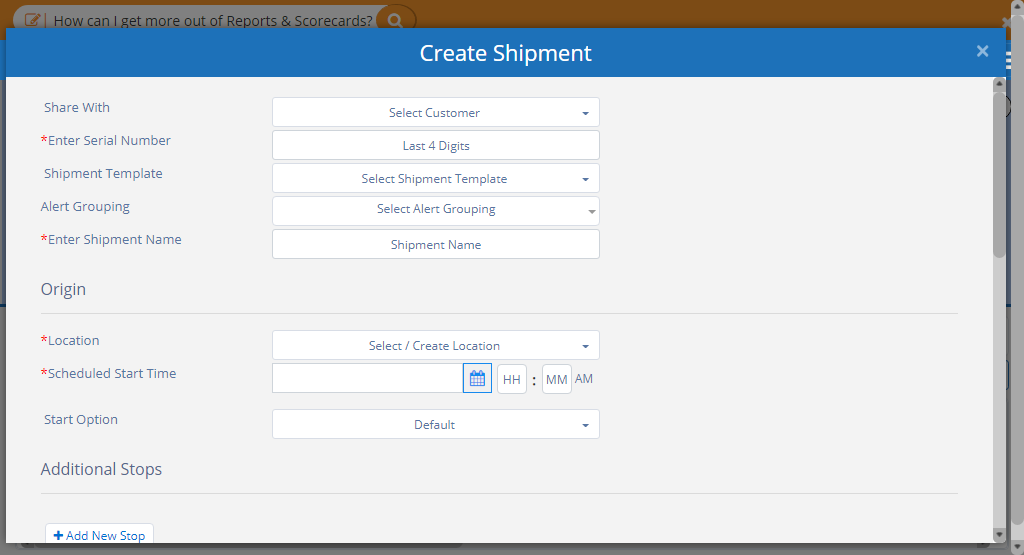 How can I get more out of Reports & Scorecards?
Create Shipment ×
Share With Select Customer
*Enter Serial Number Last 4 Digits
Shipment Template Select Shipment Template
Alert Grouping Select Alert Grouping
*Enter Shipment Name Shipment Name
Origin
*Location Select / Create Location
*Scheduled Start Time HH : MM AM
Start Option Default
Additional Stops
+ Add New Stop